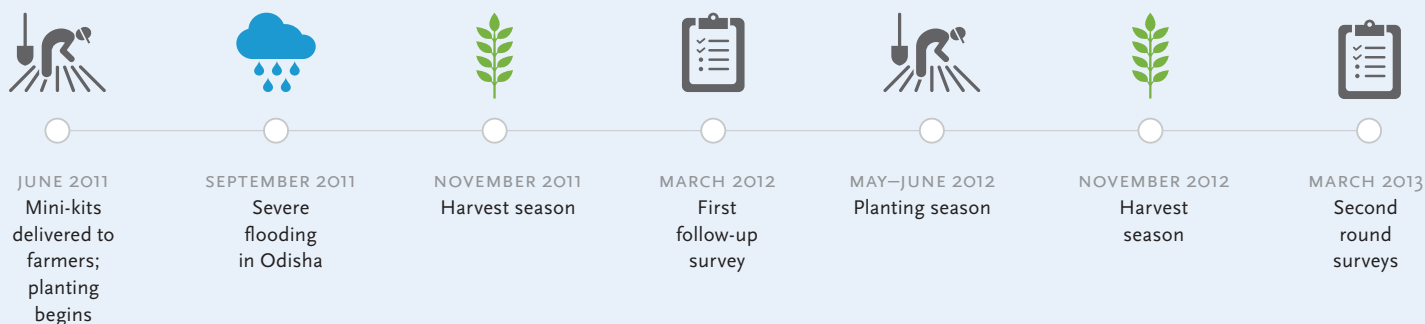 JUNE 2011
Mini-kits
delivered to
farmers;
planting
begins
SEPTEMBER 2011
Severe
flooding
in Odisha
NOVEMBER 2011
Harvest season
MARCH 2012
First
follow-up
survey
MAY–JUNE 2012
Planting season
NOVEMBER 2012
Harvest
season
MARCH 2013
Second
round
surveys